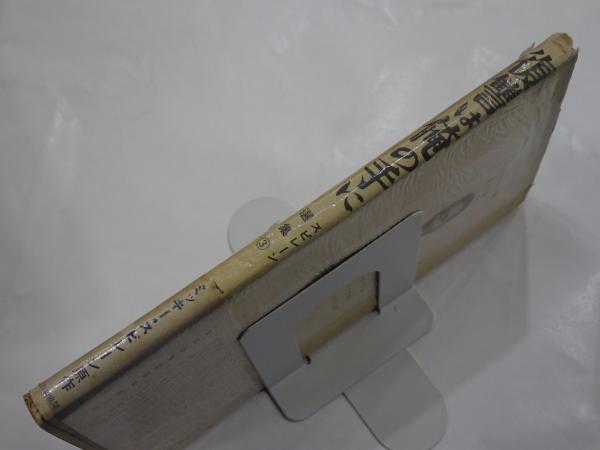 復讐は俺の手に
スピレーン
選集③
ミッキー・スピレーン原作